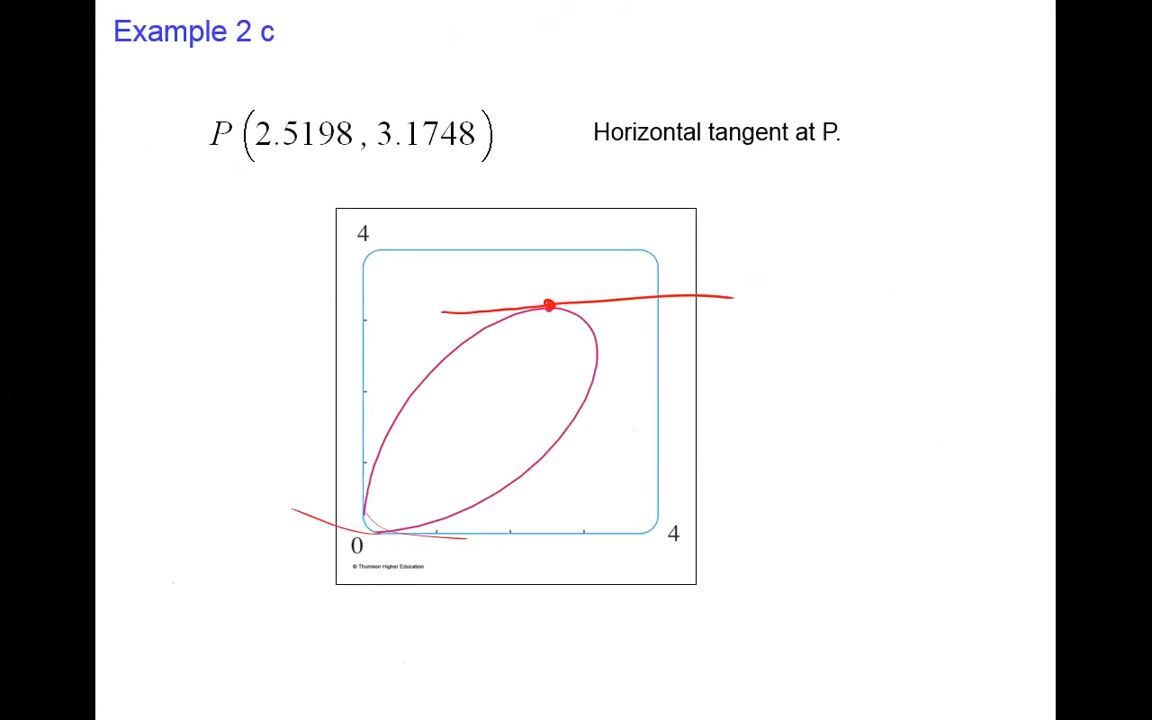 Example 2 c
P (2.5198 , 3.1748) Horizontal tangent at P.
4
0
4
© Thomson Higher Education